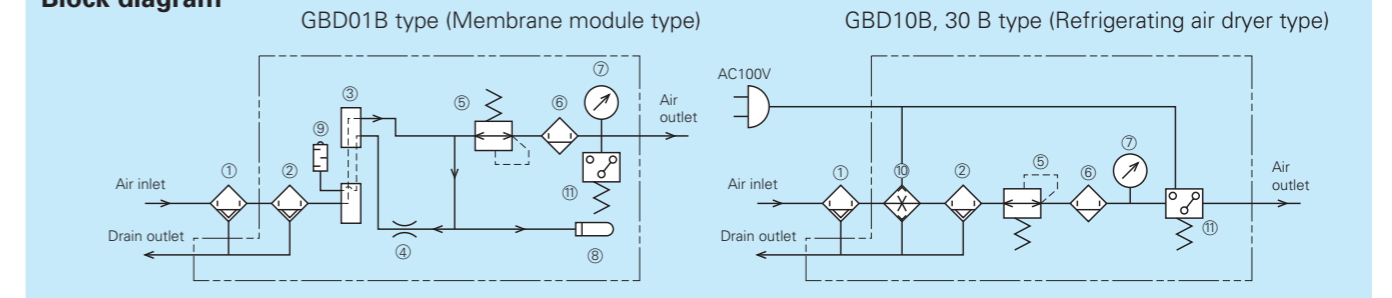 Block diagram
GBD01B type (Membrane module type)
GBD10B, 30 B type (Refrigerating air dryer type)
⑦
AC100V
③
⑤
⑥
Air
outlet
⑨
①
②
Air inlet
⑪
Drain outlet
④
⑧
⑦
①
⑩
②
⑤
⑥
Air
outlet
Air inlet
Drain outlet
⑪